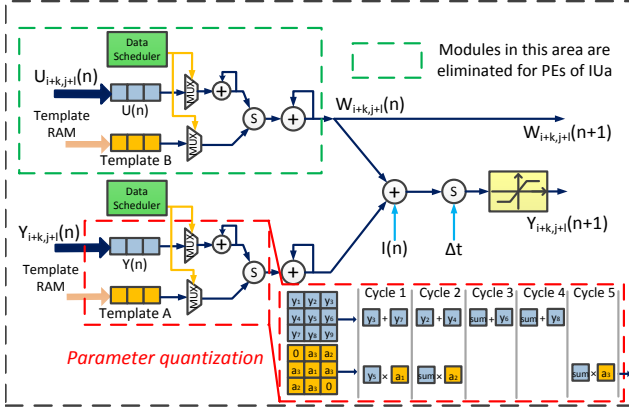 Data
Scheduler
U_{i+k,j+l}(n)
MUX
+
+
S
U(n)
Template
RAM
MUX
Template B
Modules in this area are
eliminated for PEs of IUa
W_{i+k,j+l}(n)
W_{i+k,j+l}(n+1)
Data
Scheduler
Y_{i+k,j+l}(n)
MUX
+
+
S
Y(n)
Template
RAM
MUX
Template A
+
S
I(n)
Δt
Y_{i+k,j+l}(n+1)
Parameter quantization
Cycle 1 Cycle 2 Cycle 3 Cycle 4 Cycle 5
y₁ y₂ y₃
y₄ y₅ y₆
y₇ y₈ y₉
y₃ + y₇ y₂ + y₄ sum + y₆ sum + y₈
0 a₃ a₂
a₃ a₁ a₃
a₂ a₃ 0
y₅ × a₁ sum × a₂ sum × a₃